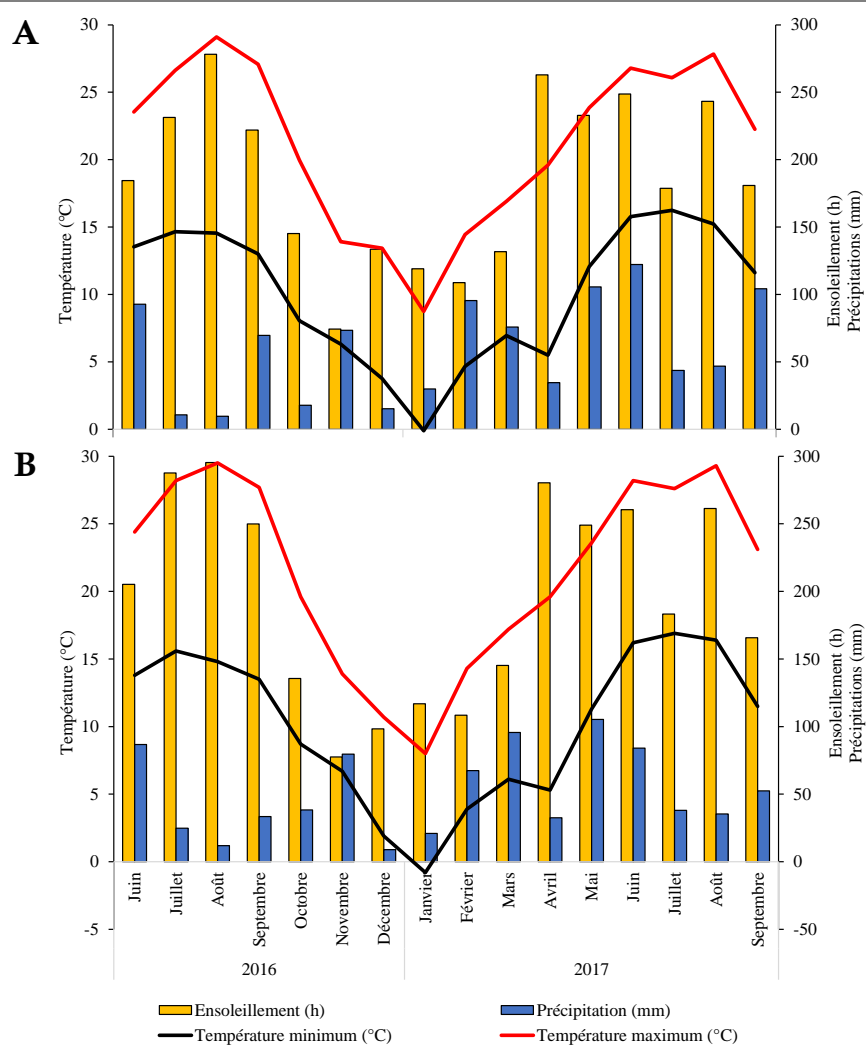 A
30
25
20
15
10
5
0
Température (°C)
300
250
200
150
100
50
0
Ensoleillement (h)
Précipitations (mm)
B
30
25
20
15
10
5
0
-5
Température (°C)
300
250
200
150
100
50
0
-50
Ensoleillement (h)
Précipitations (mm)
Juin
Juillet
Août
Septembre
Octobre
Novembre
Décembre
Janvier
Février
Mars
Avril
Mai
Juin
Juillet
Août
Septembre
2016
2017
Ensoleillement (h)
Précipitation (mm)
Température minimum (°C)
Température maximum (°C)